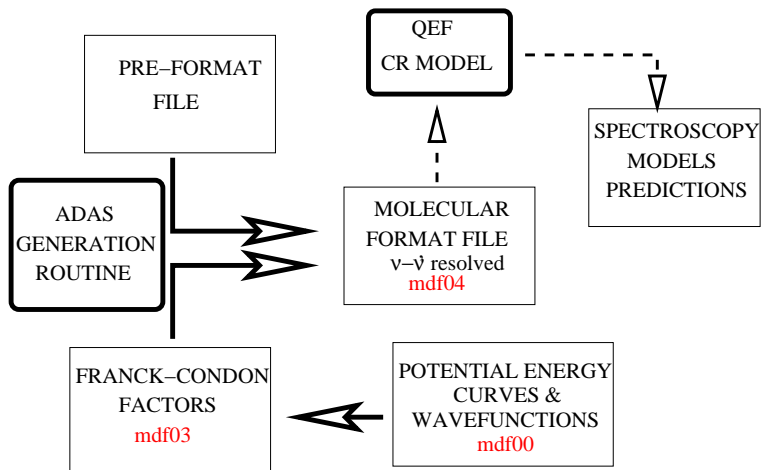 QEF
CR MODEL
PRE−FORMAT
FILE
SPECTROSCOPY
MODELS
PREDICTIONS
ADAS
GENERATION
ROUTINE
MOLECULAR
FORMAT FILE
ν−ν' resolved
mdf04
FRANCK−CONDON
FACTORS
mdf03
POTENTIAL ENERGY
CURVES &
WAVEFUNCTIONS
mdf00